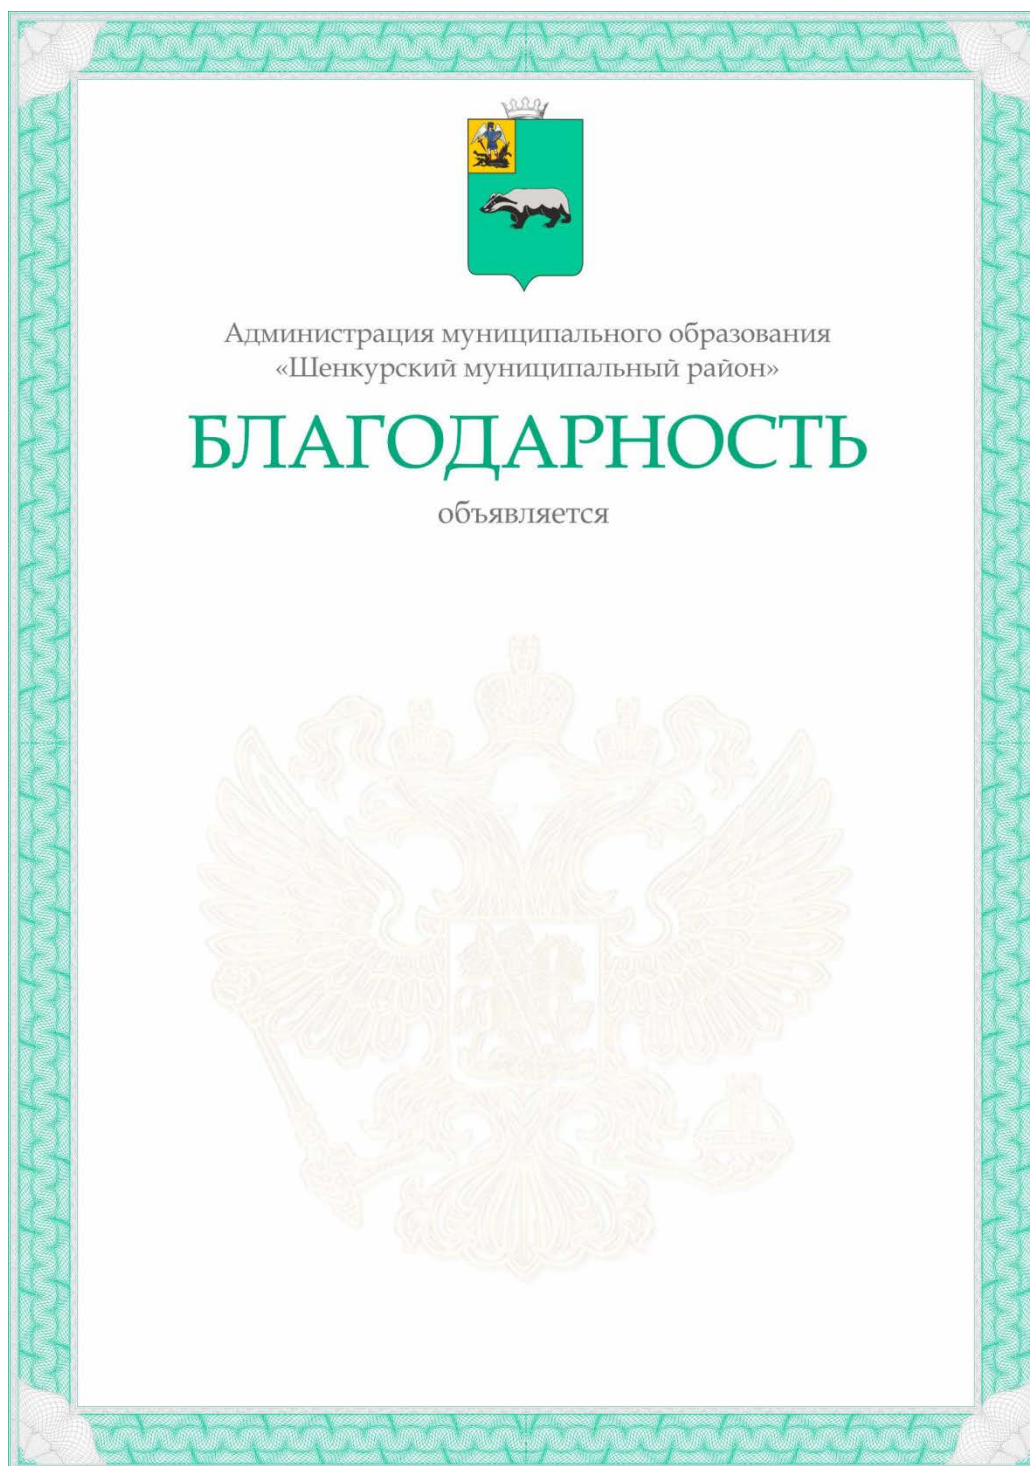 Администрация муниципального образования
«Шенкурский муниципальный район»
БЛАГОДАРНОСТЬ
объявляется